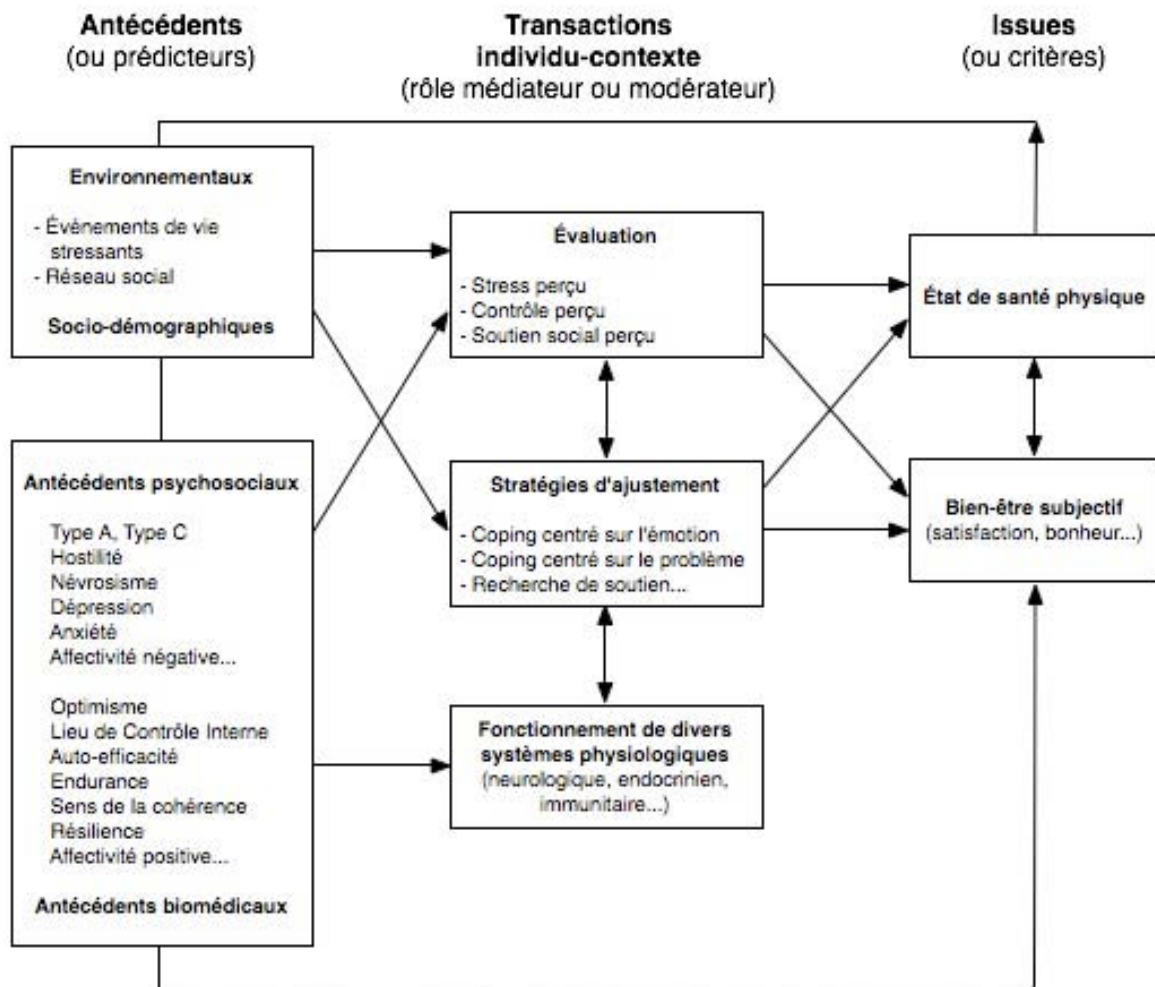 Antécédents
(ou prédicteurs)
Transactions
individu-contexte
(rôle médiateur ou modérateur)
Issues
(ou critères)
Environnementaux
- Événements de vie
stressants
- Réseau social
Socio-démographiques
Antécédents psychosociaux
Type A, Type C
Hostilité
Névrosisme
Dépression
Anxiété
Affectivité négative...
Optimisme
Lieu de Contrôle Interne
Auto-efficacité
Endurance
Sens de la cohérence
Résilience
Affectivité positive...
Antécédents biomédicaux
Évaluation
- Stress perçu
- Contrôle perçu
- Soutien social perçu
Stratégies d'ajustement
- Coping centré sur l'émotion
- Coping centré sur le problème
- Recherche de soutien...
Fonctionnement de divers
systèmes physiologiques
(neurologique, endocrinien,
immunitaire...)
État de santé physique
Bien-être subjectif
(satisfaction, bonheur...)